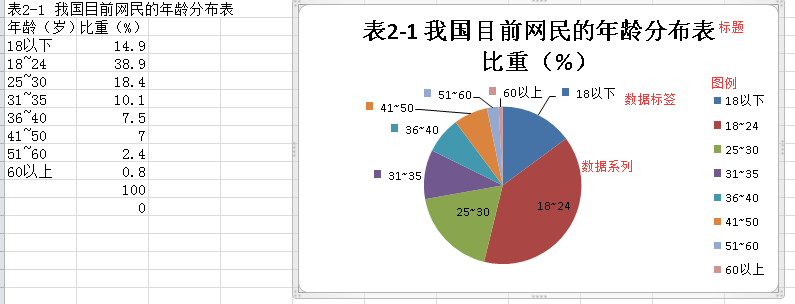 表2-1 我国目前网民的年龄分布表
年龄（岁）比重（%）
18以下 14.9
18~24 38.9
25~30 18.4
31~35 10.1
36~40 7.5
41~50 7
51~60 2.4
60以上 0.8
100
0
表2-1 我国目前网民的年龄分布表
比重（%）
标题
图例
数据标签
数据系列
60以上
18以下
51~60
41~50
36~40
31~35
25~30
18~24
18以下
18~24
25~30
31~35
36~40
41~50
51~60
60以上